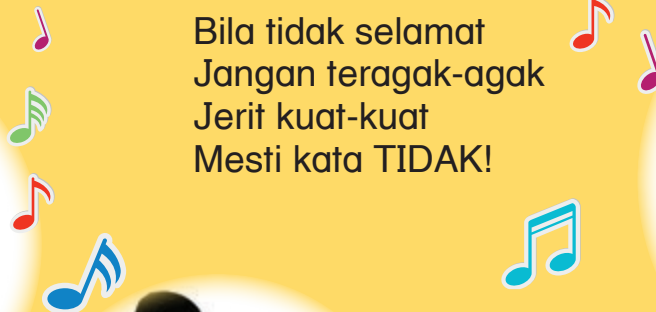 Bila tidak selamat
Jangan teragak-agak
Jerit kuat-kuat
Mesti kata TIDAK!